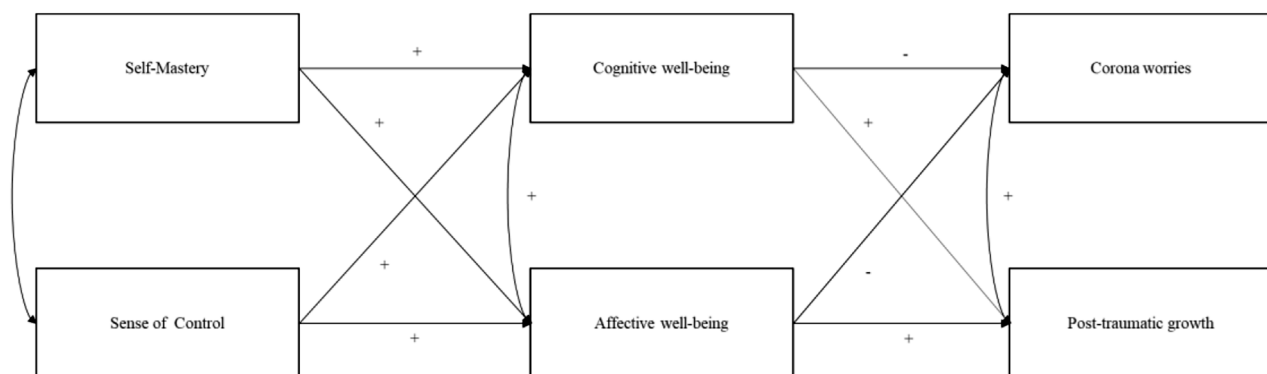 +
-
Self-Mastery
Cognitive well-being
Corona worries
+
+
+
+
+
-
Sense of Control
Affective well-being
Post-traumatic growth
+
+